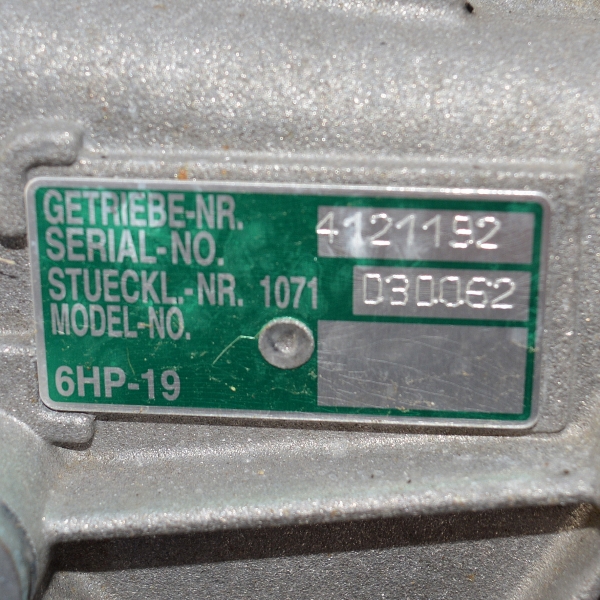 GETRIEBE-NR.
SERIAL-NO. 4121192
STUECKL.-NR. 1071 030062
MODEL-NO.
6HP-19